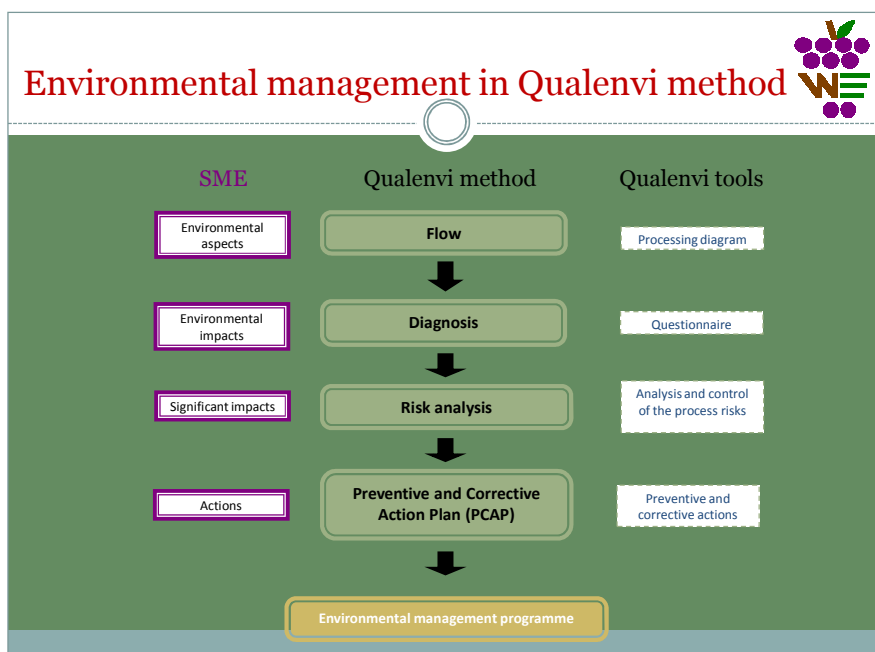 Environmental management in Qualenvi method
WE
SME
Qualenvi method
Qualenvi tools
Environmental
aspects
Flow
Processing diagram
Environmental
impacts
Diagnosis
Questionnaire
Significant impacts
Risk analysis
Analysis and control
of the process risks
Actions
Preventive and Corrective
Action Plan (PCAP)
Preventive and
corrective actions
Environmental management programme